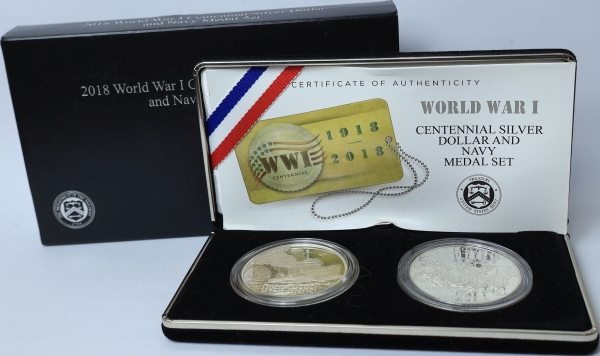 2018 World War I C
and Nav
CERTIFICATE OF AUTHENTICITY
WORLD WAR I
CENTENNIAL SILVER
DOLLAR AND
NAVY
MEDAL SET
1918
2018
WWI
CENTENNIAL
OVER THERE!